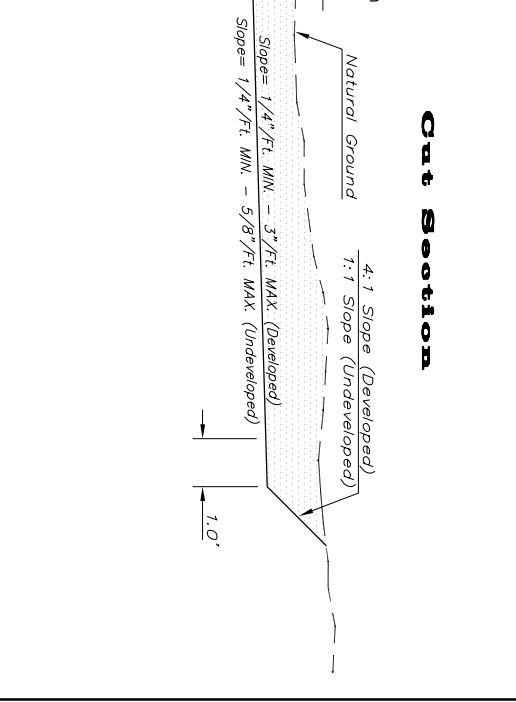 Cut Section
4:1 Slope (Developed)
1:1 Slope (Undeveloped)
Natural Ground
Slope= 1/4"/Ft. MIN. - 3"/Ft. MAX. (Developed)
Slope= 1/4"/Ft. MIN. - 5/8"/Ft. MAX. (Undeveloped)
1.0'